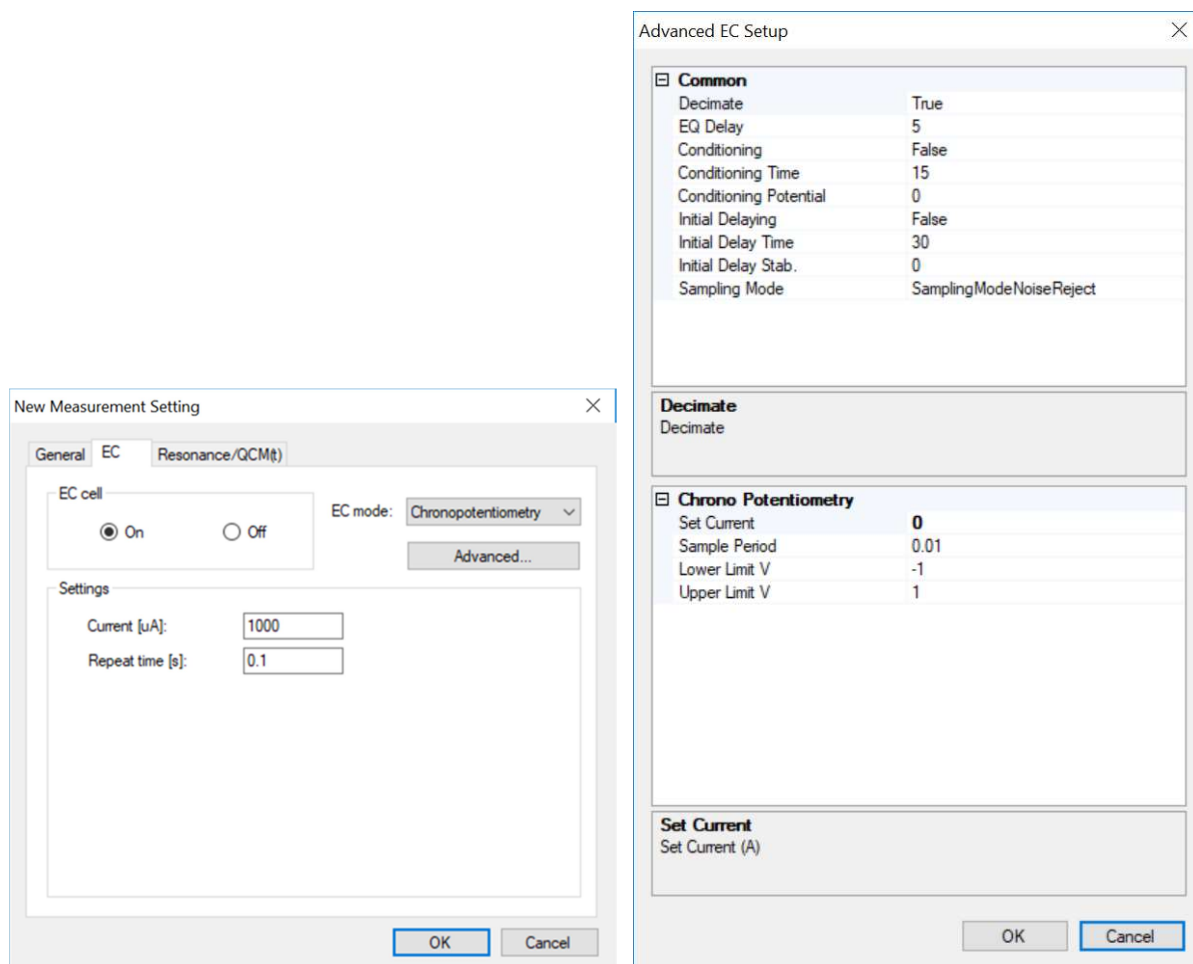 New Measurement Setting
General EC Resonance/QCM(t)
EC cell
On Off
EC mode: Chronopotentiometry
Advanced...
Settings
Current [uA]: 1000
Repeat time [s]: 0.1
OK Cancel
Advanced EC Setup
Common
Decimate True
EQ Delay 5
Conditioning False
Conditioning Time 15
Conditioning Potential 0
Initial Delaying False
Initial Delay Time 30
Initial Delay Stab. 0
Sampling Mode SamplingModeNoiseReject
Decimate
Decimate
Chrono Potentiometry
Set Current 0
Sample Period 0.01
Lower Limit V -1
Upper Limit V 1
Set Current
Set Current (A)
OK Cancel